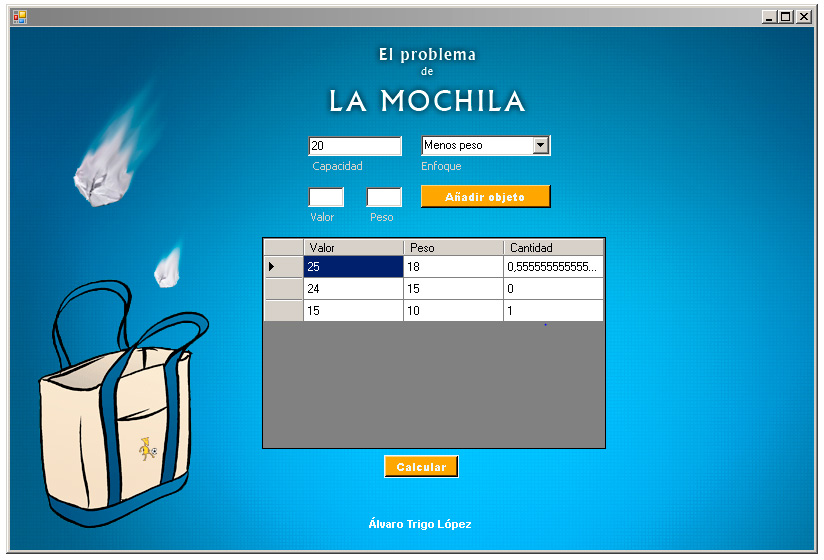 El problema
de
LA MOCHILA
20 Menos peso
Capacidad Enfoque
Añadir objeto
Valor Peso
Valor Peso Cantidad
25 18 0,555555555555...
24 15 0
15 10 1
Calcular
Álvaro Trigo López